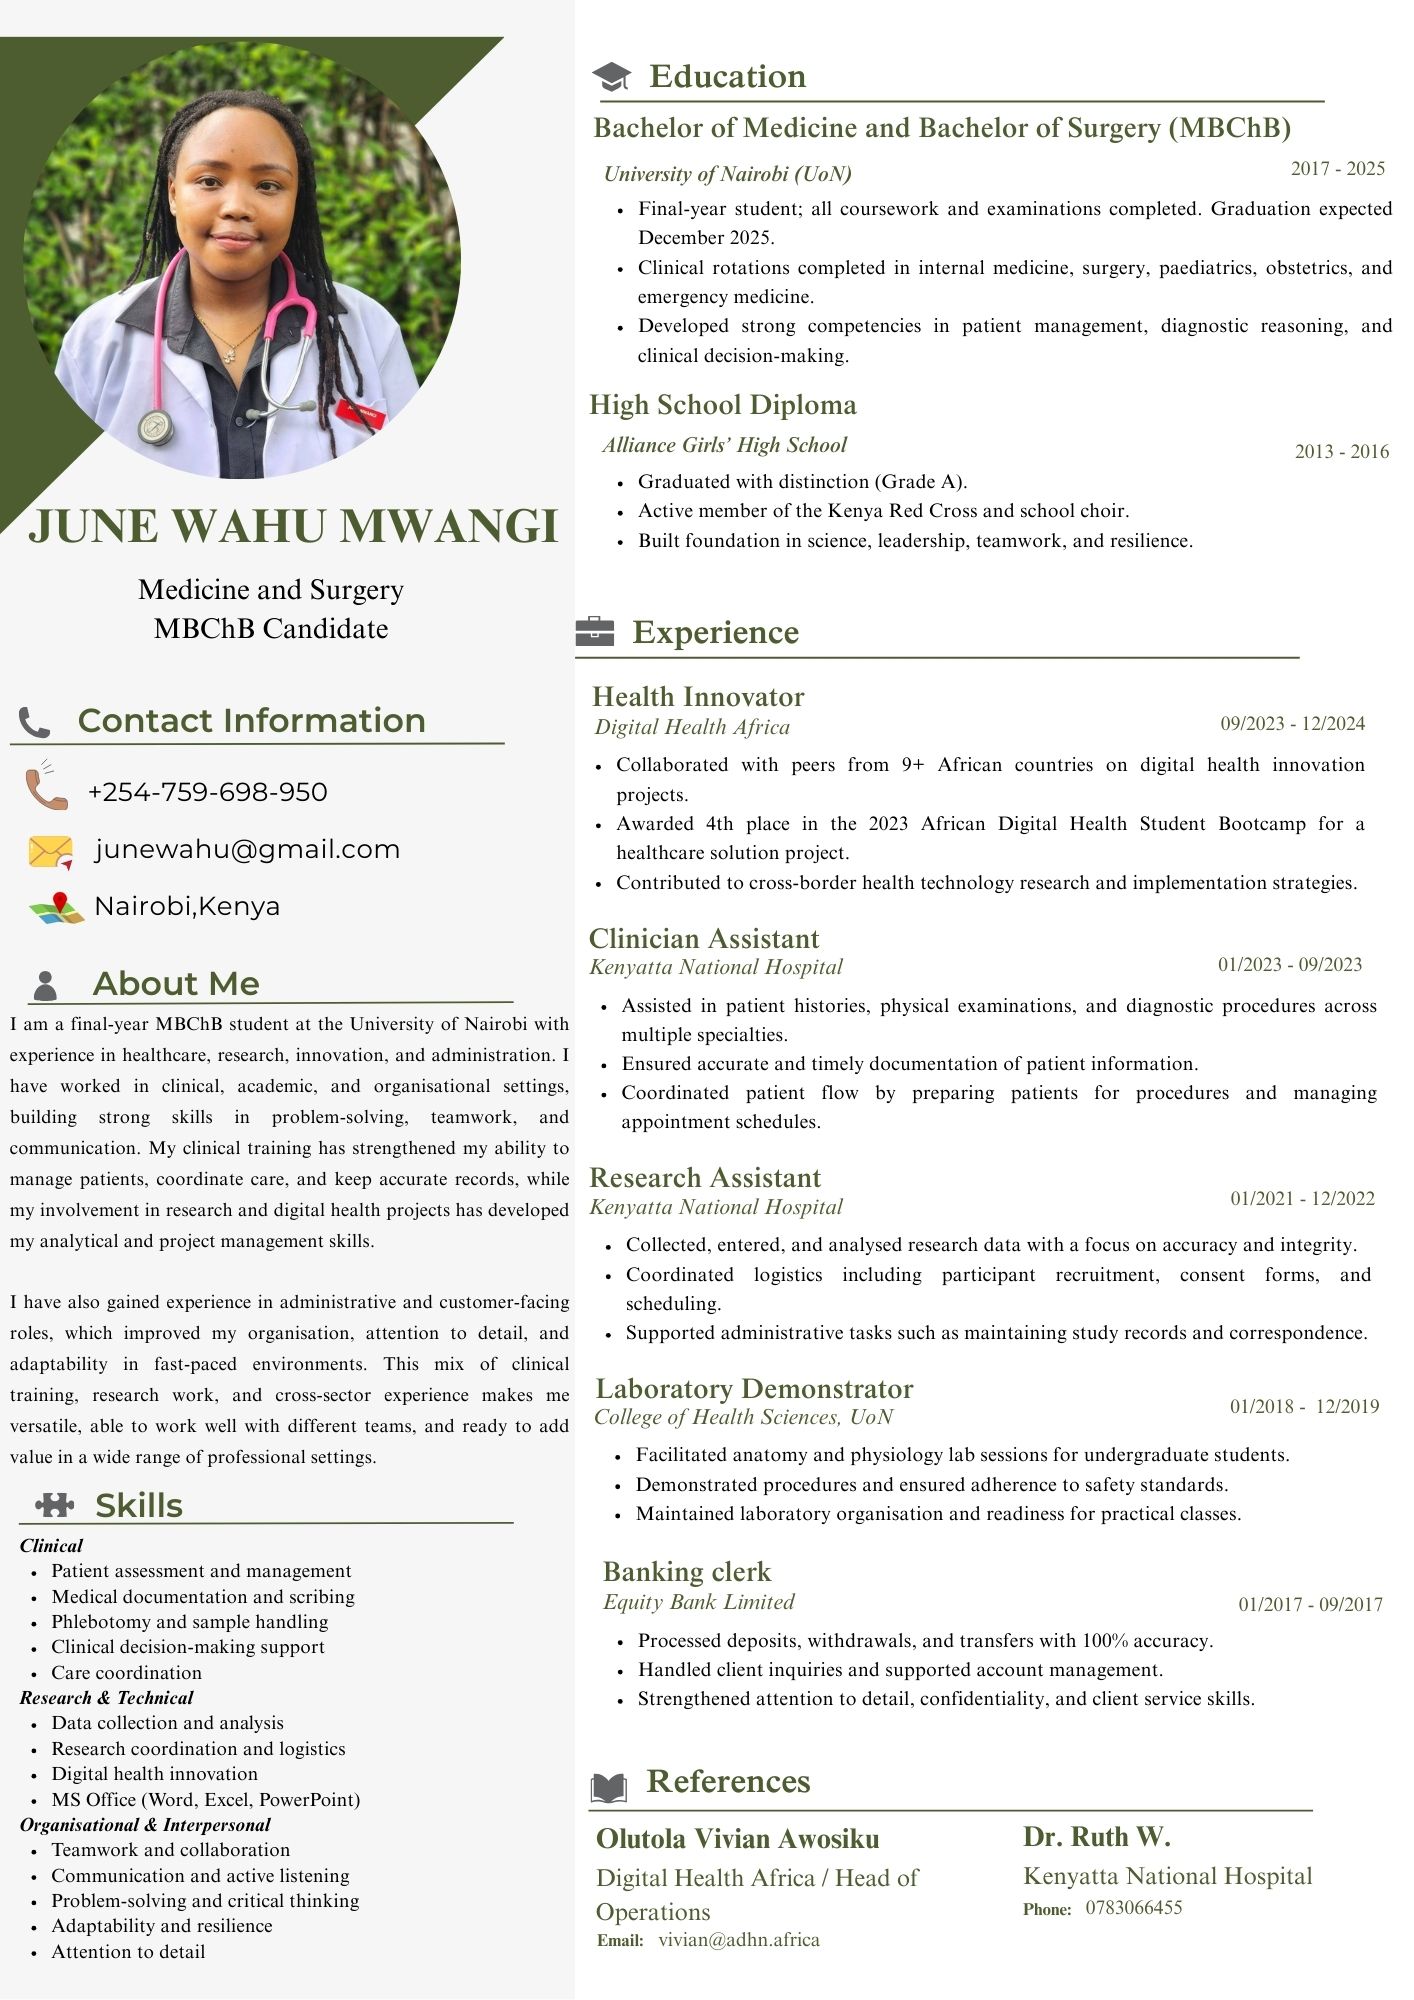 JUNE WAHU MWANGI
Medicine and Surgery
MBChB Candidate
Contact Information
+254-759-698-950
junewahu@gmail.com
Nairobi,Kenya
About Me
I am a final-year MBChB student at the University of Nairobi with
experience in healthcare, research, innovation, and administration. I
have worked in clinical, academic, and organisational settings,
building strong skills in problem-solving, teamwork, and
communication. My clinical training has strengthened my ability to
manage patients, coordinate care, and keep accurate records, while
my involvement in research and digital health projects has developed
my analytical and project management skills.
I have also gained experience in administrative and customer-facing
roles, which improved my organisation, attention to detail, and
adaptability in fast-paced environments. This mix of clinical
training, research work, and cross-sector experience makes me
versatile, able to work well with different teams, and ready to add
value in a wide range of professional settings.
Skills
Clinical
• Patient assessment and management
• Medical documentation and scribing
• Phlebotomy and sample handling
• Clinical decision-making support
• Care coordination
Research & Technical
• Data collection and analysis
• Research coordination and logistics
• Digital health innovation
• MS Office (Word, Excel, PowerPoint)
Organisational & Interpersonal
• Teamwork and collaboration
• Communication and active listening
• Problem-solving and critical thinking
• Adaptability and resilience
• Attention to detail
Education
Bachelor of Medicine and Bachelor of Surgery (MBChB)
University of Nairobi (UoN) 2017 - 2025
• Final-year student; all coursework and examinations completed. Graduation expected
December 2025.
• Clinical rotations completed in internal medicine, surgery, paediatrics, obstetrics, and
emergency medicine.
• Developed strong competencies in patient management, diagnostic reasoning, and
clinical decision-making.
High School Diploma
Alliance Girls’ High School 2013 - 2016
• Graduated with distinction (Grade A).
• Active member of the Kenya Red Cross and school choir.
• Built foundation in science, leadership, teamwork, and resilience.
Experience
Health Innovator
Digital Health Africa 09/2023 - 12/2024
• Collaborated with peers from 9+ African countries on digital health innovation
projects.
• Awarded 4th place in the 2023 African Digital Health Student Bootcamp for a
healthcare solution project.
• Contributed to cross-border health technology research and implementation strategies.
Clinician Assistant
Kenyatta National Hospital 01/2023 - 09/2023
• Assisted in patient histories, physical examinations, and diagnostic procedures across
multiple specialties.
• Ensured accurate and timely documentation of patient information.
• Coordinated patient flow by preparing patients for procedures and managing
appointment schedules.
Research Assistant
Kenyatta National Hospital 01/2021 - 12/2022
• Collected, entered, and analysed research data with a focus on accuracy and integrity.
• Coordinated logistics including participant recruitment, consent forms, and
scheduling.
• Supported administrative tasks such as maintaining study records and correspondence.
Laboratory Demonstrator
College of Health Sciences, UoN 01/2018 - 12/2019
• Facilitated anatomy and physiology lab sessions for undergraduate students.
• Demonstrated procedures and ensured adherence to safety standards.
• Maintained laboratory organisation and readiness for practical classes.
Banking clerk
Equity Bank Limited 01/2017 - 09/2017
• Processed deposits, withdrawals, and transfers with 100% accuracy.
• Handled client inquiries and supported account management.
• Strengthened attention to detail, confidentiality, and client service skills.
References
Olutola Vivian Awosiku
Digital Health Africa / Head of
Operations
Email: vivian@adhn.africa
Dr. Ruth W.
Kenyatta National Hospital
Phone: 0783066455